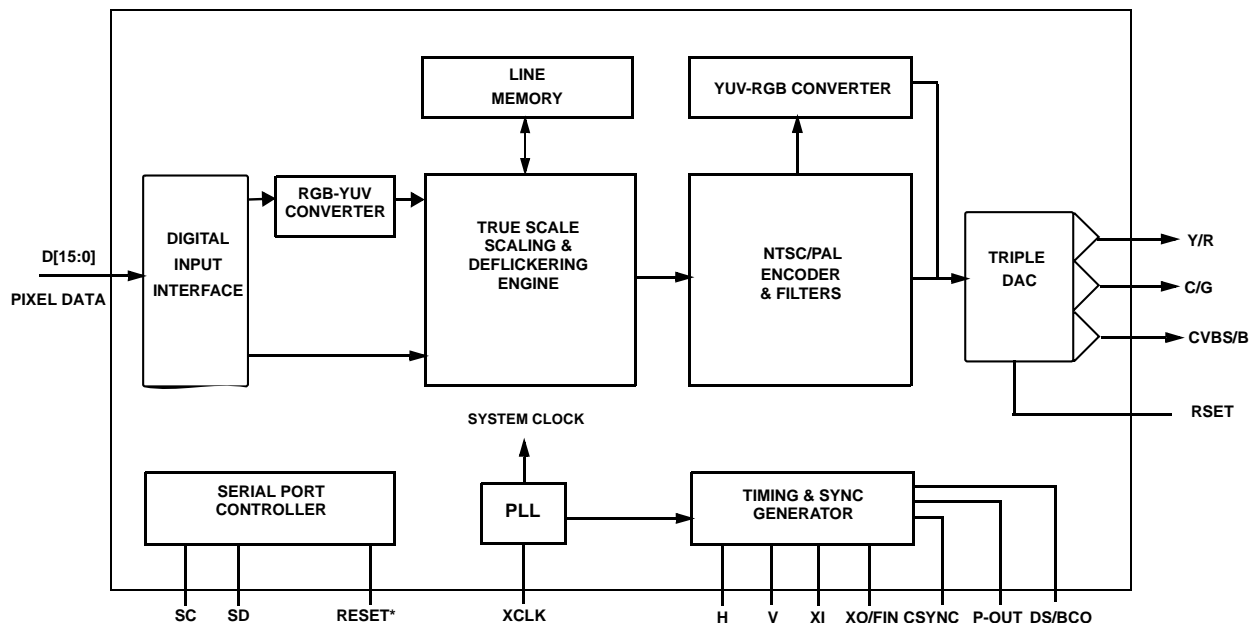 LINE
MEMORY
YUV-RGB CONVERTER
RGB-YUV
CONVERTER
D[15:0]
PIXEL DATA
DIGITAL
INPUT
INTERFACE
TRUE SCALE
SCALING &
DEFLICKERING
ENGINE
NTSC/PAL
ENCODER
& FILTERS
TRIPLE
DAC
Y/R
C/G
CVBS/B
RSET
SYSTEM CLOCK
SERIAL PORT
CONTROLLER
PLL
TIMING & SYNC
GENERATOR
SC
SD
RESET*
XCLK
H
V
XI
XO/FIN
CSYNC
P-OUT
DS/BCO